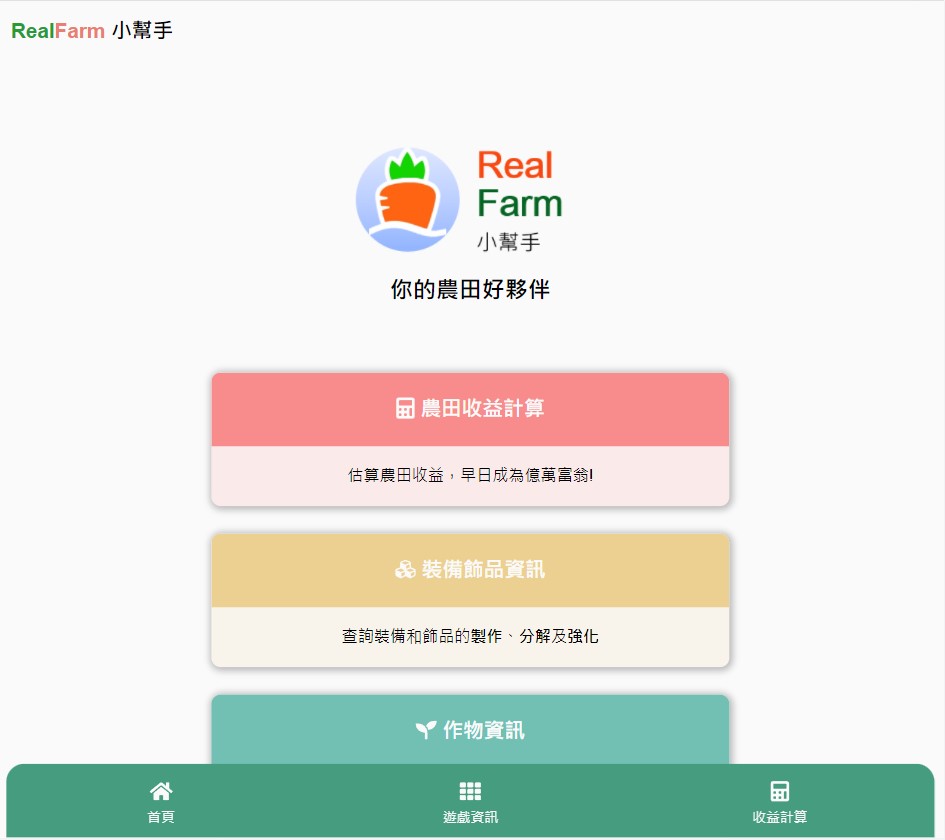 RealFarm 小幫手
Real
Farm
小幫手
你的農田好夥伴
農田收益計算
估算農田收益，早日成為億萬富翁!
裝備飾品資訊
查詢裝備和飾品的製作、分解及強化
作物資訊
首頁
遊戲資訊
收益計算